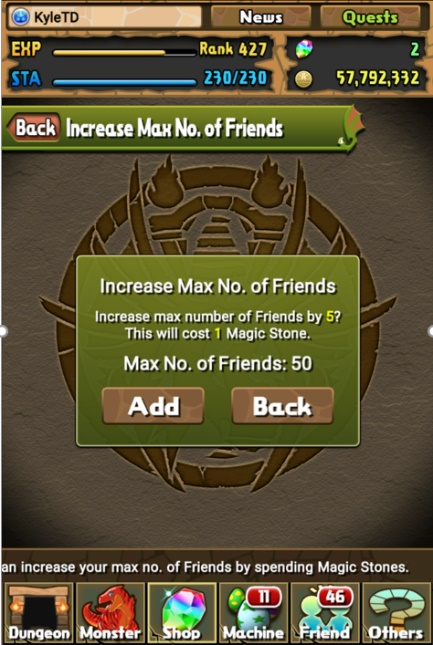 KyleTD
News
Quests
EXP
Rank 427
2
STA
230/230
57,792,332
Back
Increase Max No. of Friends
Increase Max No. of Friends
Increase max number of Friends by 5?
This will cost 1 Magic Stone.
Max No. of Friends: 50
Add
Back
an increase your max no. of Friends by spending Magic Stones.
11
46
Dungeon
Monster
Shop
Machine
Friend
Others